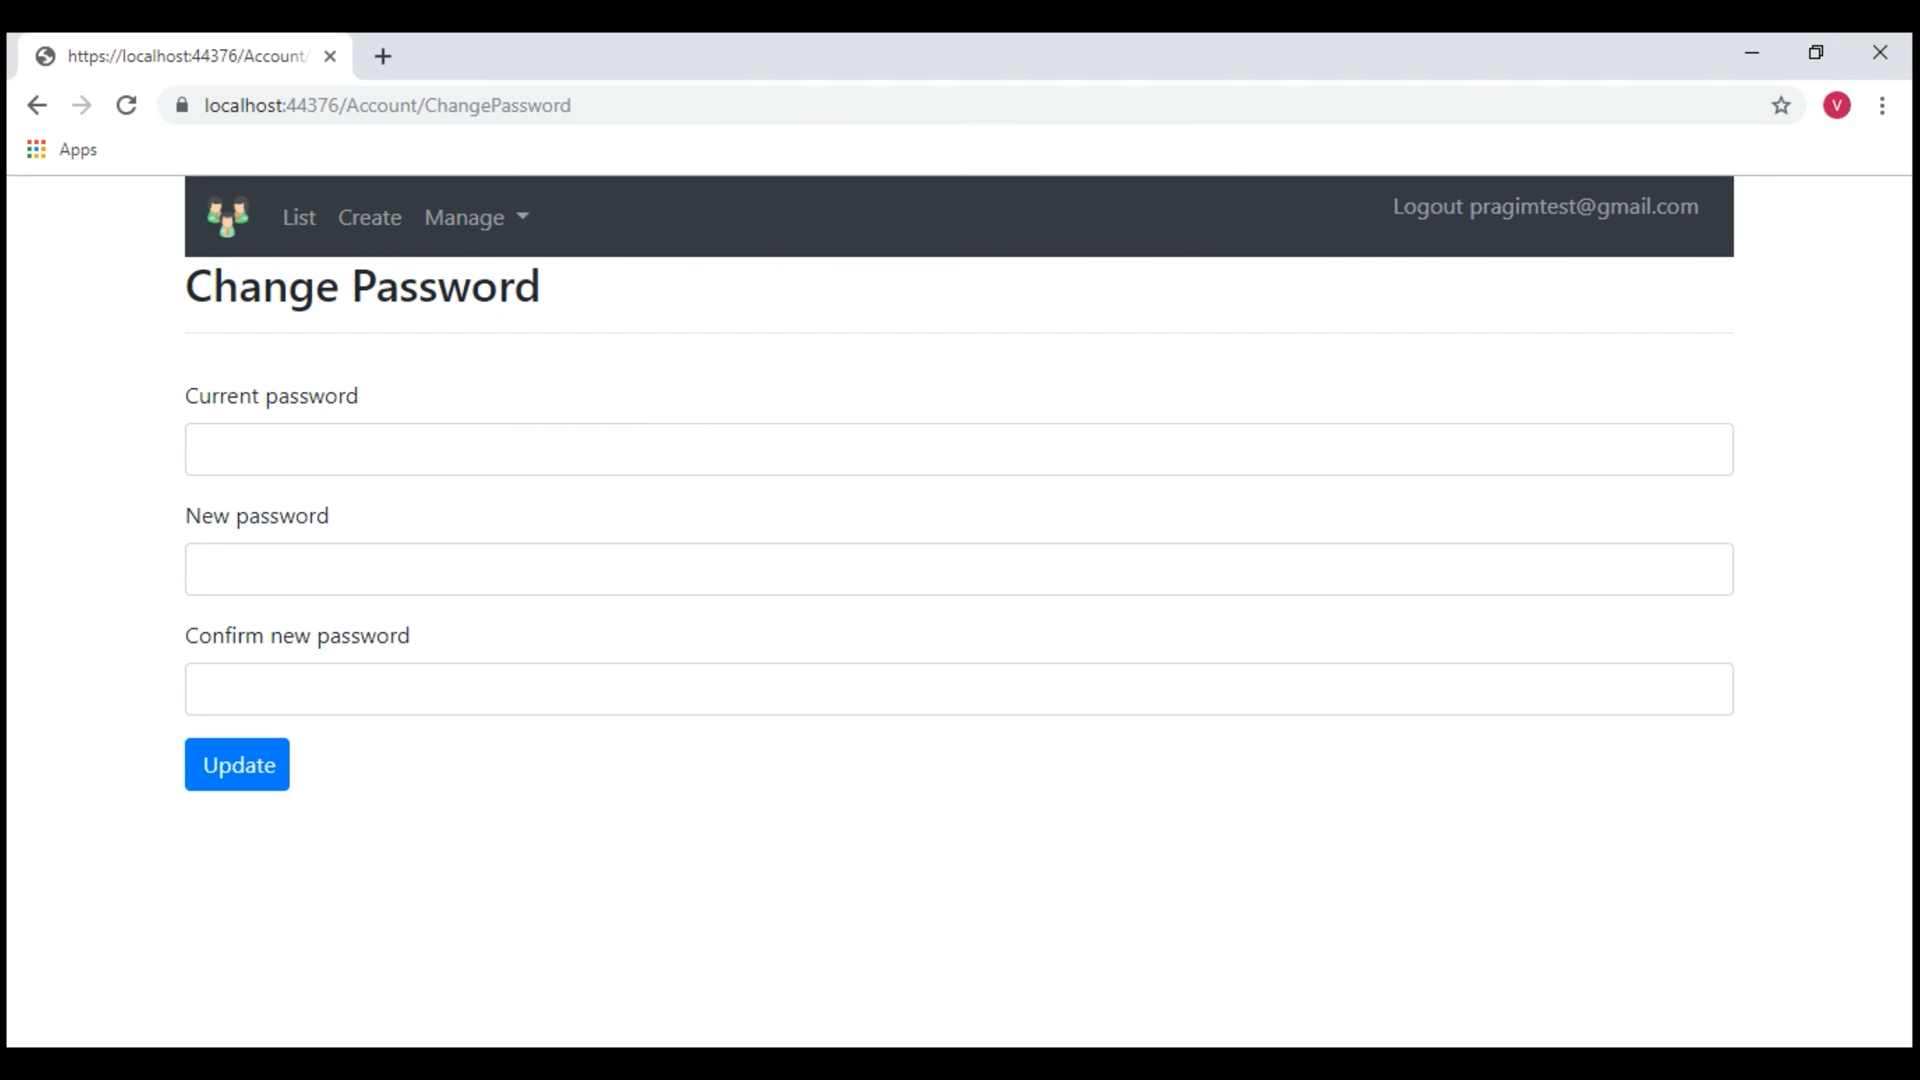 https://localhost:44376/Account/
localhost:44376/Account/ChangePassword
V
Apps
List Create Manage
Logout pragimtest@gmail.com
Change Password
Current password
New password
Confirm new password
Update